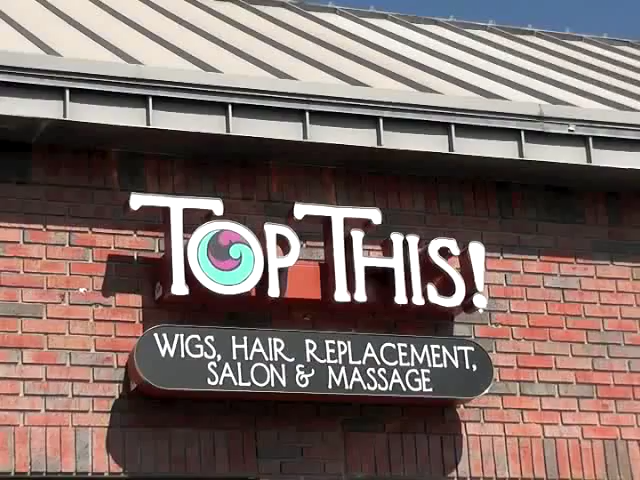 TOP THIS!
WIGS, HAIR REPLACEMENT,
SALON & MASSAGE